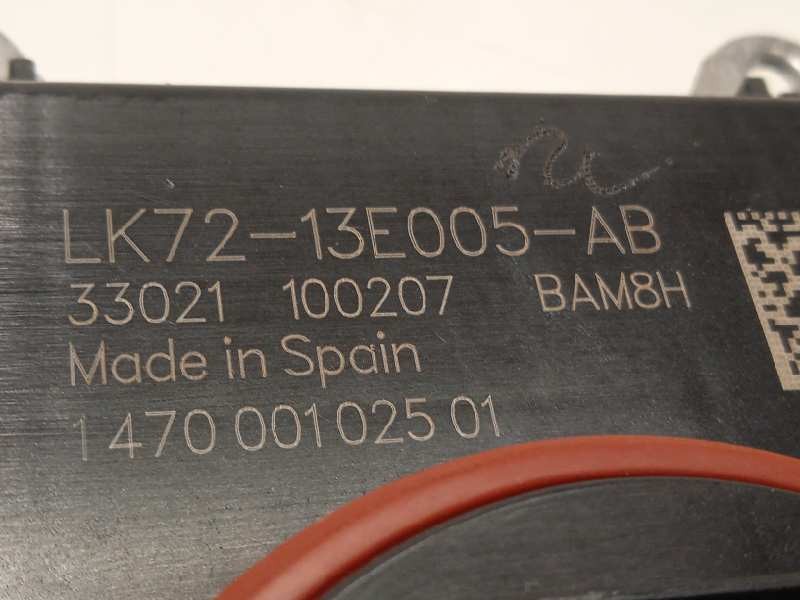 LK72-13E005-AB
33021 100207 BAM8H
Made in Spain
1 470 001 025 01